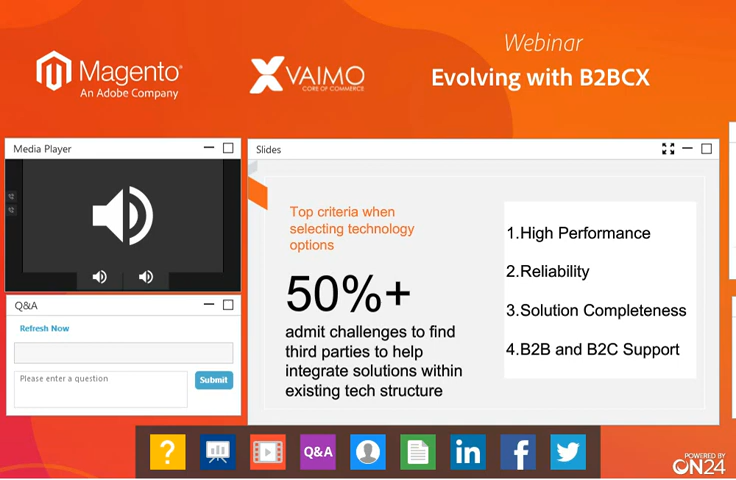 Webinar
Magento®
An Adobe Company
VAIMO
CORE OF COMMERCE
Evolving with B2BCX
Media Player
Slides
Top criteria when
selecting technology
options
50%+
admit challenges to find
third parties to help
integrate solutions within
existing tech structure
1.High Performance
2.Reliability
3.Solution Completeness
4.B2B and B2C Support
Q&A
Refresh Now
Please enter a question
Submit
?
Q&A
in
f
POWERED BY
ON24